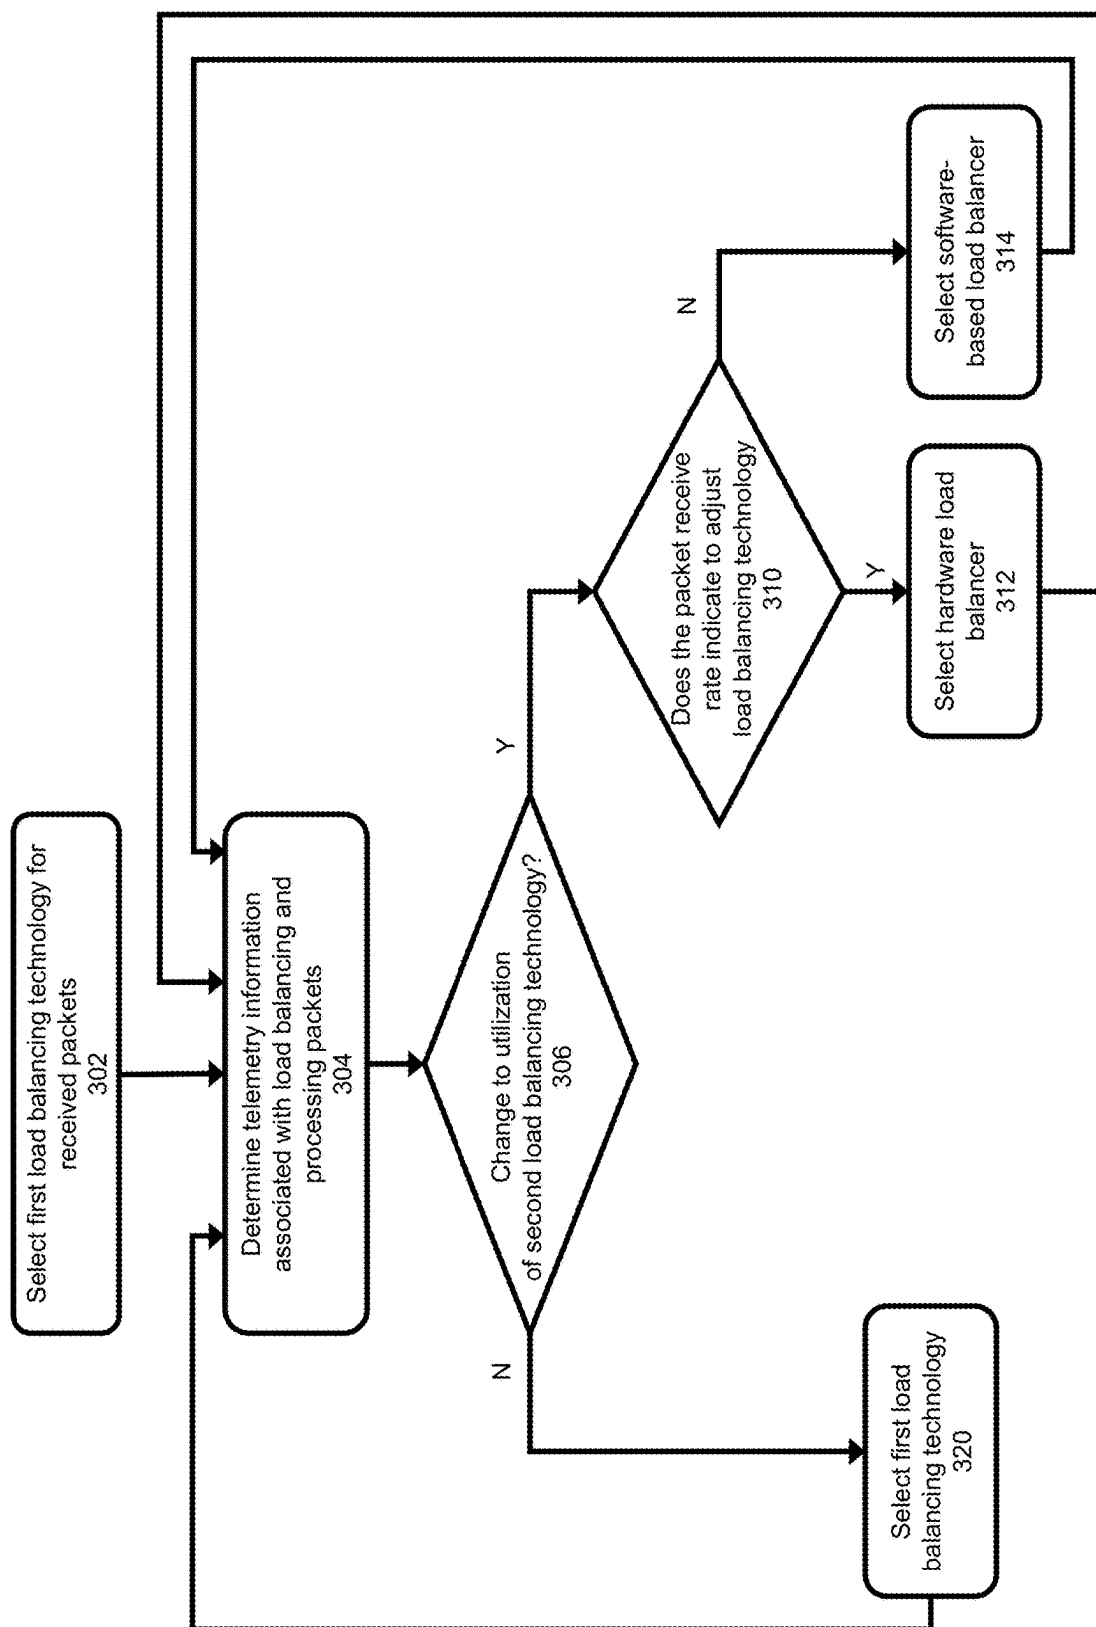 Select first load balancing technology for
received packets
302
Determine telemetry information
associated with load balancing and
processing packets
304
Change to utilization
of second load balancing technology?
306
N
Y
Does the packet receive
rate indicate to adjust
load balancing technology
310
N
Y
Select first load
balancing technology
320
Select hardware load
balancer
312
Select software-
based load balancer
314